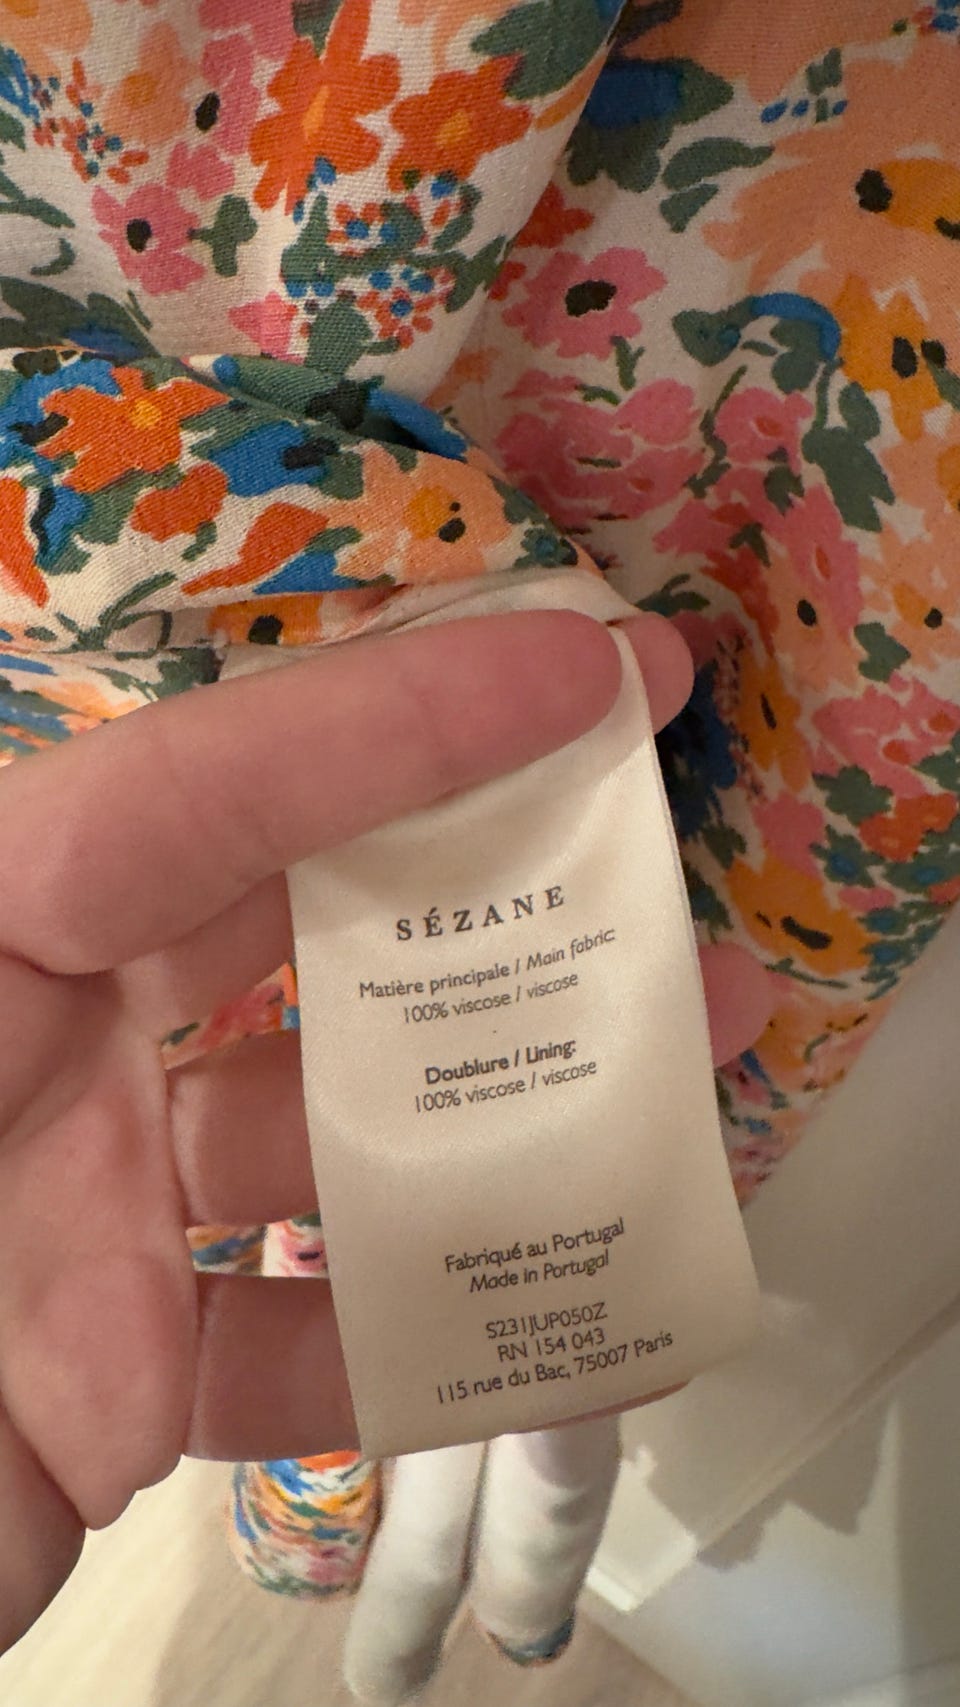 SÉZANE
Matière principale / Main fabric:
100% viscose / viscose
Doublure / Lining:
100% viscose / viscose
Fabriqué au Portugal
Made in Portugal
S231JUP050Z
RN 154 043
115 rue du Bac, 75007 Paris